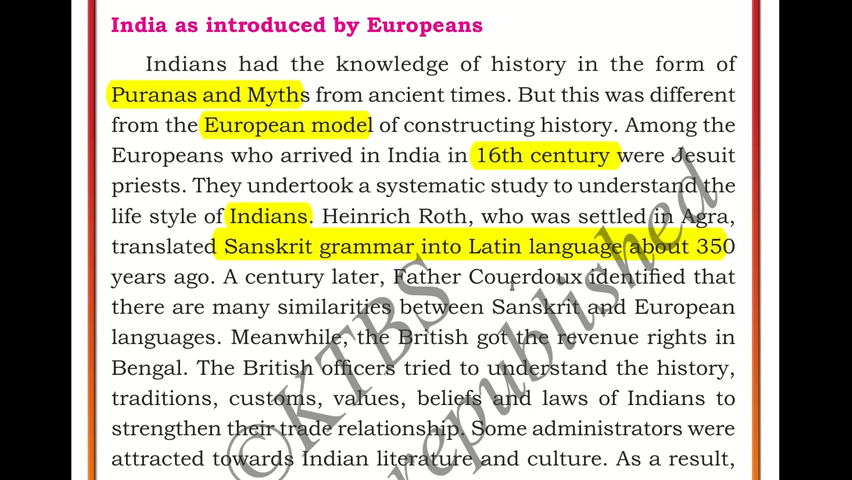 India as introduced by Europeans
Indians had the knowledge of history in the form of
Puranas and Myths from ancient times. But this was different
from the European model of constructing history. Among the
Europeans who arrived in India in 16th century were Jesuit
priests. They undertook a systematic study to understand the
life style of Indians. Heinrich Roth, who was settled in Agra,
translated Sanskrit grammar into Latin language about 350
years ago. A century later, Father Couerdoux identified that
there are many similarities between Sanskrit and European
languages. Meanwhile, the British got the revenue rights in
Bengal. The British officers tried to understand the history,
traditions, customs, values, beliefs and laws of Indians to
strengthen their trade relationship. Some administrators were
attracted towards Indian literature and culture. As a result,
©KTBS
republished